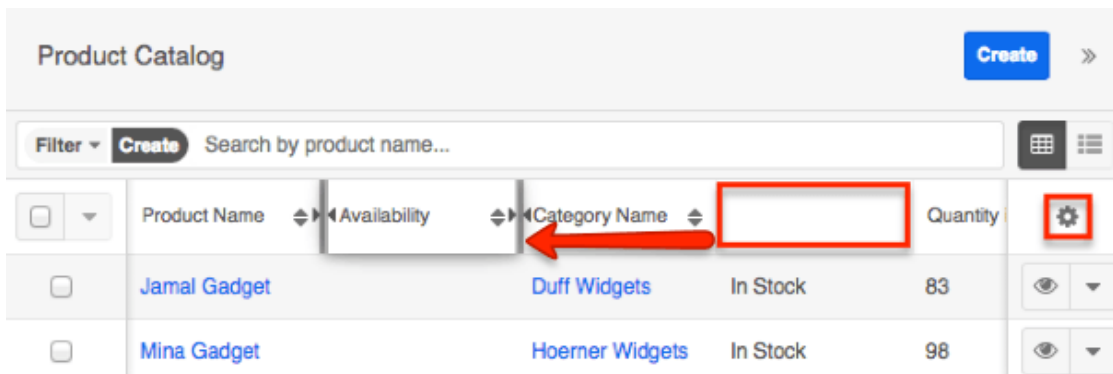 Product Catalog
Create
Filter Create Search by product name...
Product Name Availability Category Name Quantity
Jamal Gadget Duff Widgets In Stock 83
Mina Gadget Hoerner Widgets In Stock 98